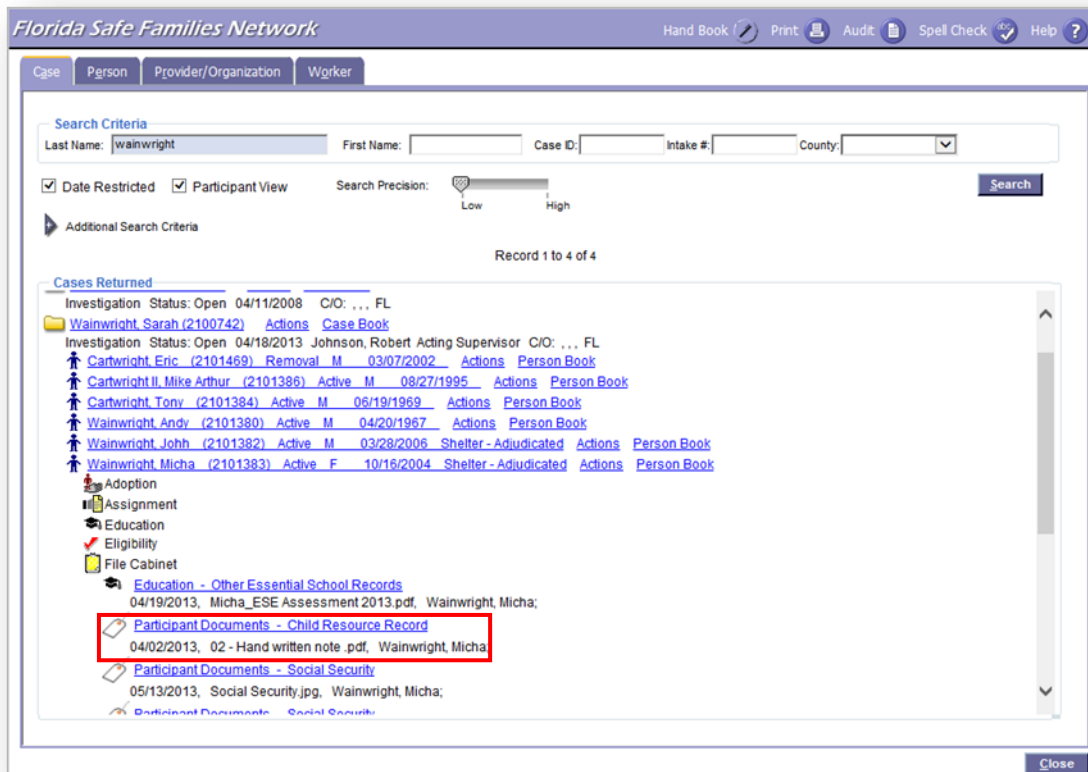 Florida Safe Families Network
Hand Book Print Audit Spell Check Help ?
Case Person Provider/Organization Worker
Search Criteria
Last Name: wainwright First Name: Case ID: Intake #: County:
Date Restricted Participant View Search Precision: Search
Low High
Additional Search Criteria
Record 1 to 4 of 4
Cases Returned
Investigation Status: Open 04/11/2008 C/O: , , , FL
Wainwright, Sarah (2100742) Actions Case Book
Investigation Status: Open 04/18/2013 Johnson, Robert Acting Supervisor C/O: , , , FL
Cartwright, Eric (2101469) Removal M 03/07/2002 Actions Person Book
Cartwright II, Mike Arthur (2101386) Active M 08/27/1995 Actions Person Book
Cartwright, Tony (2101384) Active M 06/19/1969 Actions Person Book
Wainwright, Andy (2101380) Active M 04/20/1967 Actions Person Book
Wainwright, Johh (2101382) Active M 03/28/2006 Shelter - Adjudicated Actions Person Book
Wainwright, Micha (2101383) Active F 10/16/2004 Shelter - Adjudicated Actions Person Book
Adoption
Assignment
Education
Eligibility
File Cabinet
Education - Other Essential School Records
04/19/2013, Micha_ESE Assessment 2013.pdf, Wainwright, Micha;
Participant Documents - Child Resource Record
04/02/2013, 02 - Hand written note .pdf, Wainwright, Micha;
Participant Documents - Social Security
05/13/2013, Social Security.jpg, Wainwright, Micha;
Participant Documents - Social Security
Close